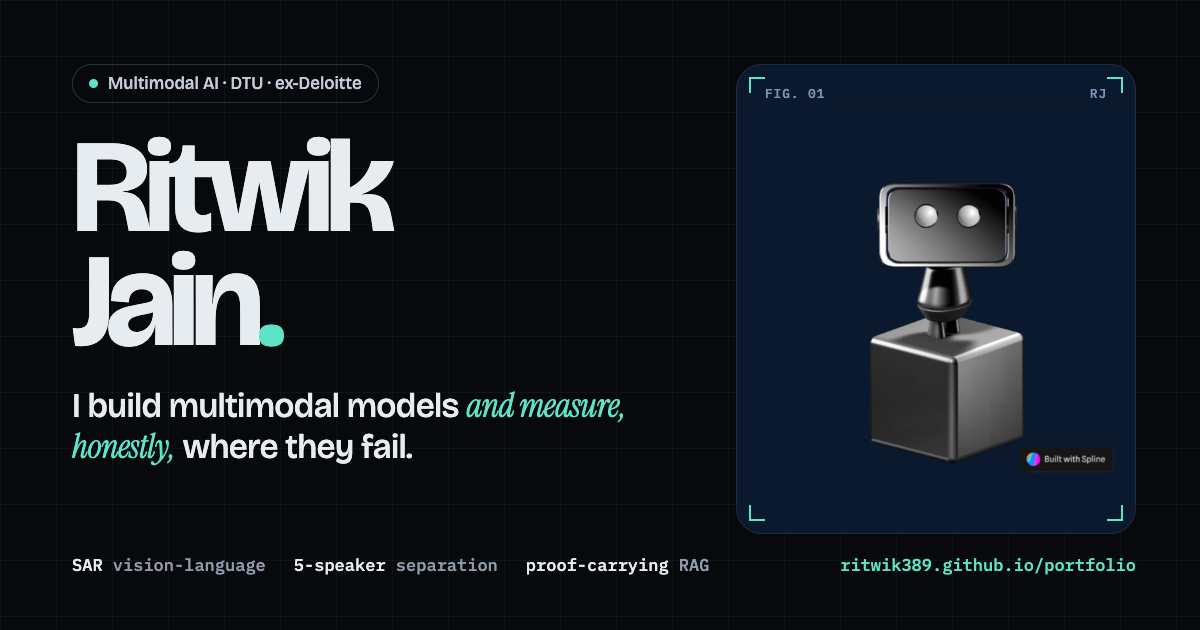 Multimodal AI · DTU · ex-Deloitte
Ritwik
Jain.
I build multimodal models and measure,
honestly, where they fail.
SAR vision-language 5-speaker separation proof-carrying RAG
FIG. 01 RJ
Built with Spline
ritwik389.github.io/portfolio